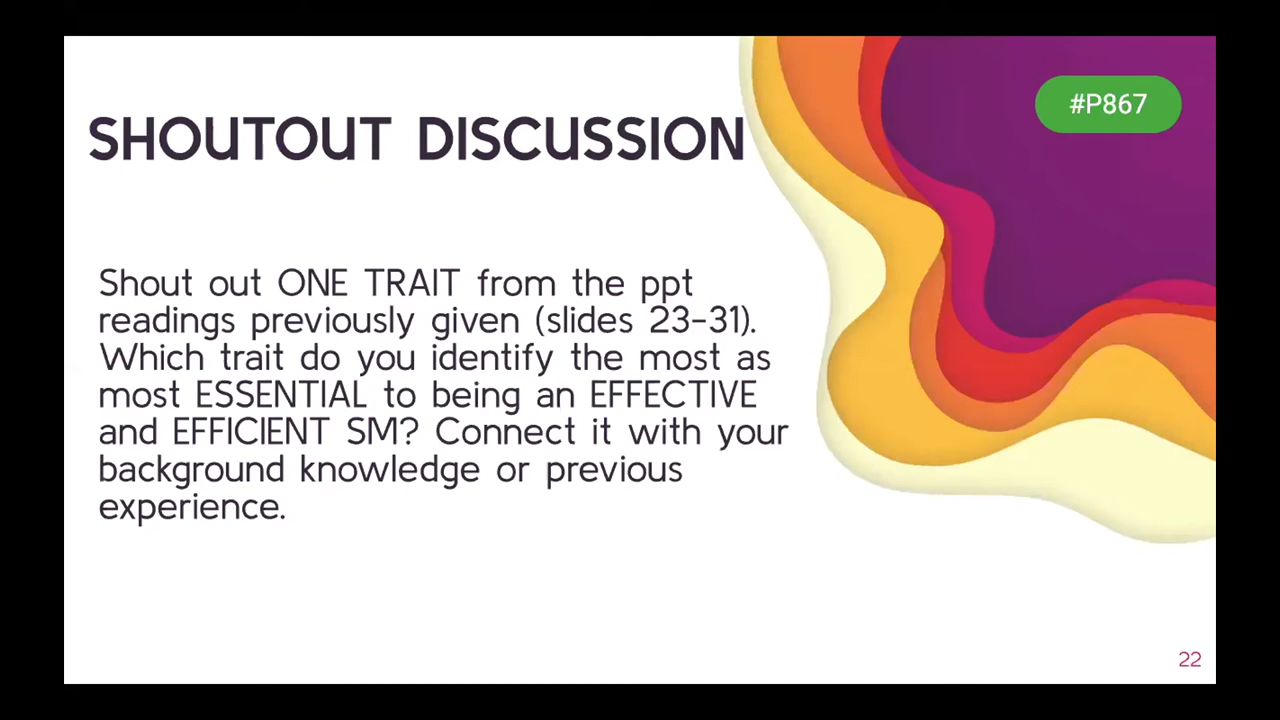 #P867
SHOUTOUT DISCUSSION
Shout out ONE TRAIT from the ppt
readings previously given (slides 23-31).
Which trait do you identify the most as
most ESSENTIAL to being an EFFECTIVE
and EFFICIENT SM? Connect it with your
background knowledge or previous
experience.
22